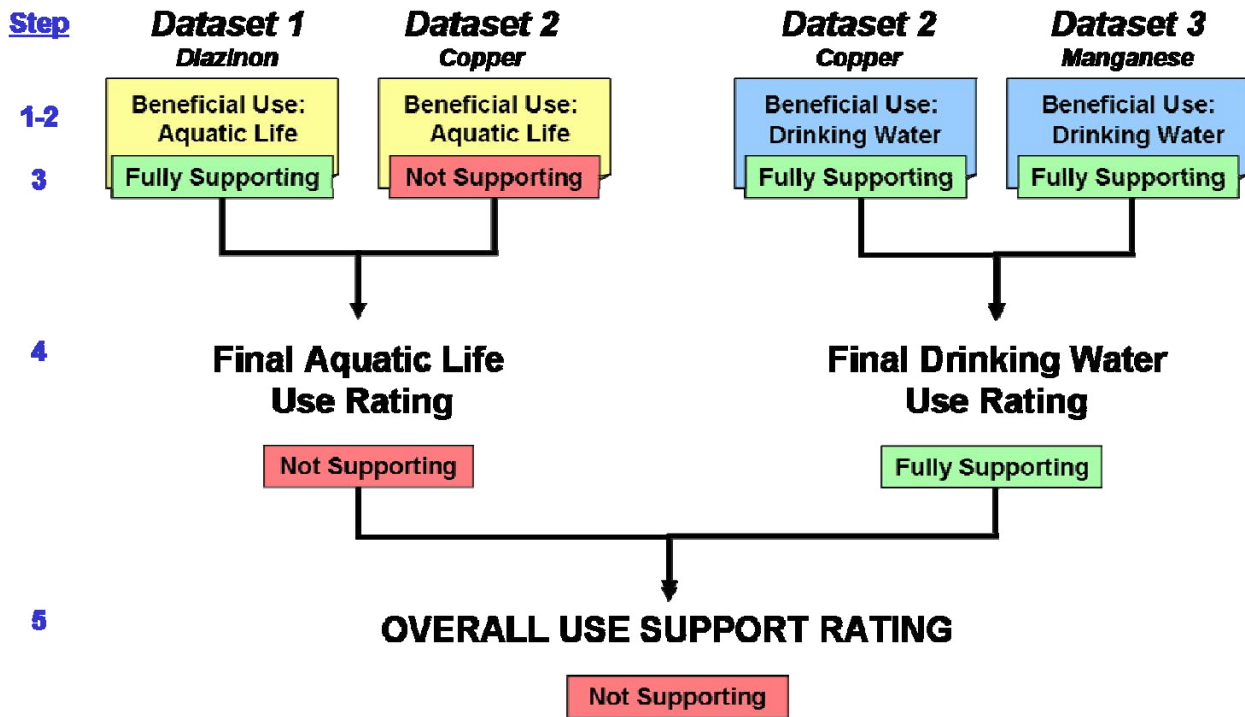 Step
Dataset 1
Diazinon
Dataset 2
Copper
Dataset 2
Copper
Dataset 3
Manganese
1-2
Beneficial Use:
Aquatic Life
Beneficial Use:
Aquatic Life
Beneficial Use:
Drinking Water
Beneficial Use:
Drinking Water
3
Fully Supporting
Not Supporting
Fully Supporting
Fully Supporting
4
Final Aquatic Life
Use Rating
Final Drinking Water
Use Rating
Not Supporting
Fully Supporting
5
OVERALL USE SUPPORT RATING
Not Supporting